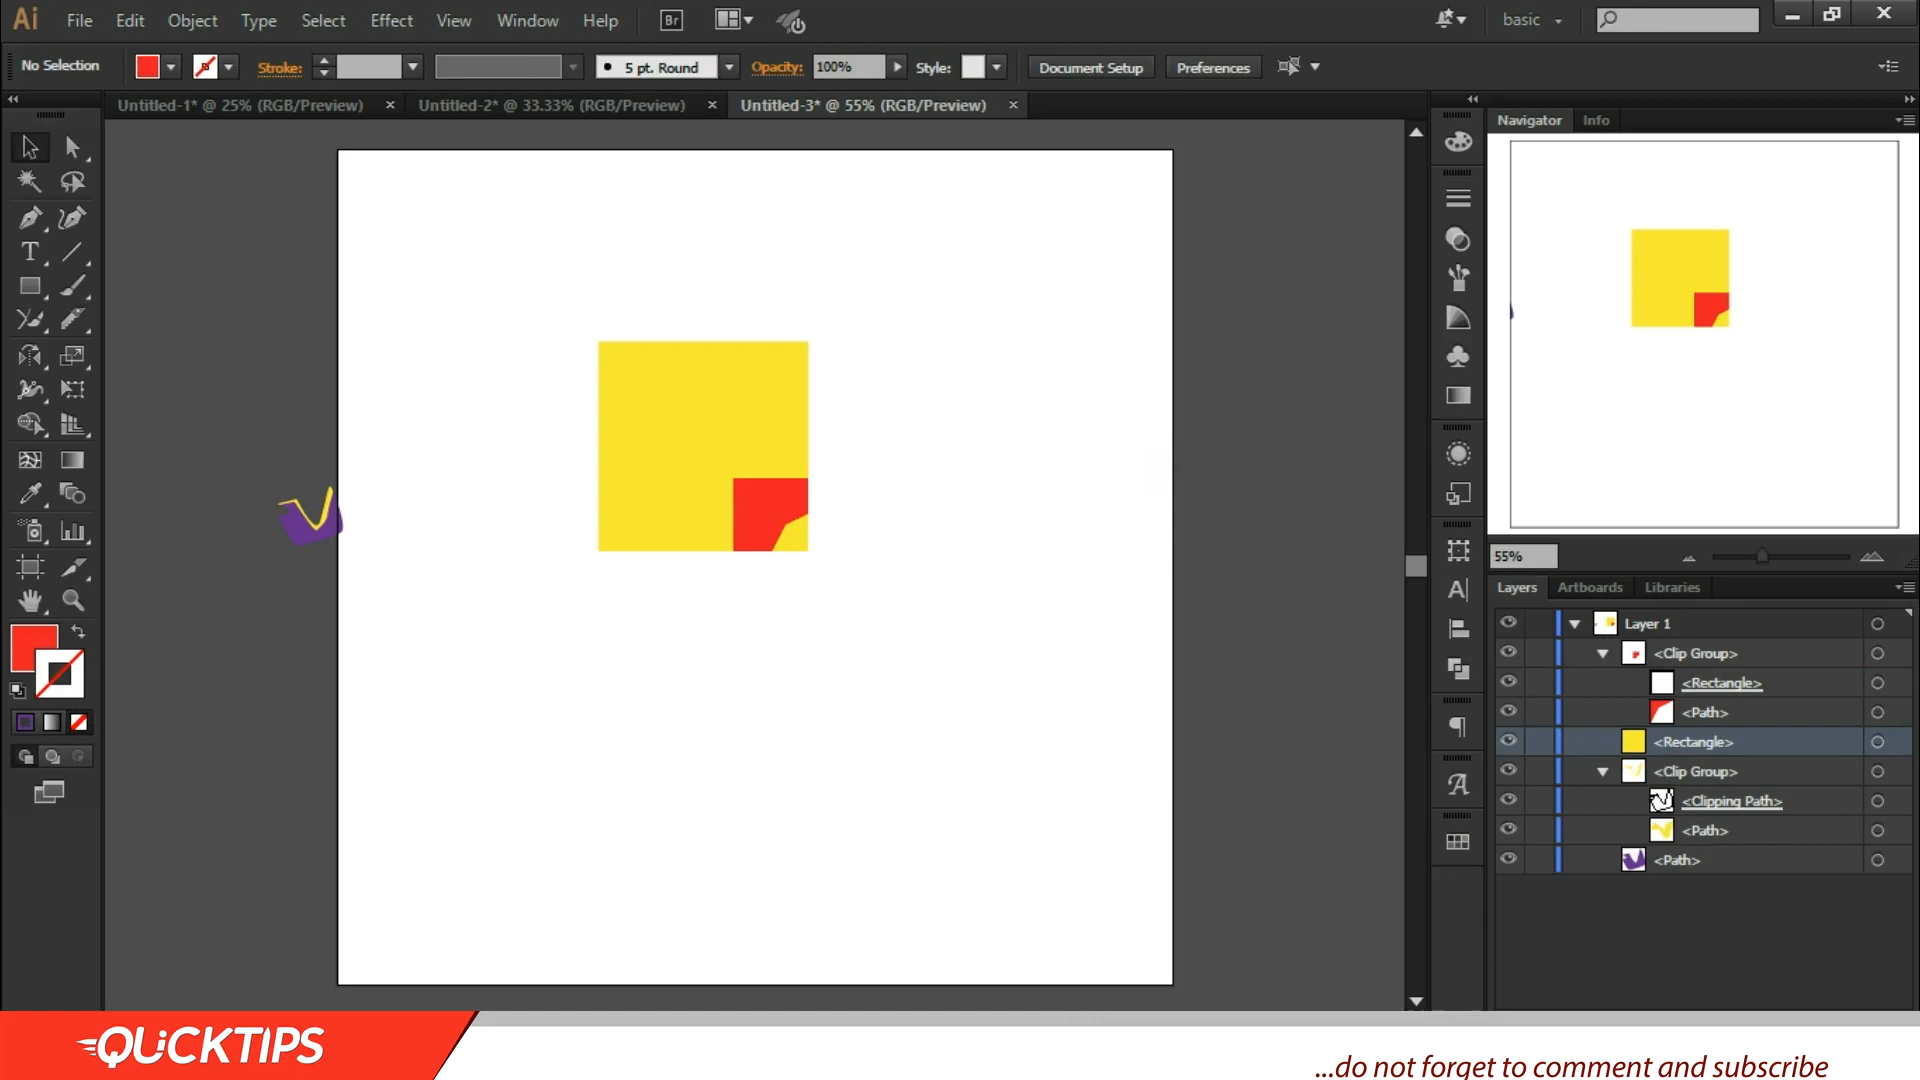 Ai File Edit Object Type Select Effect View Window Help Br basic
No Selection Stroke: 5 pt. Round Opacity: 100% Style: Document Setup Preferences
Untitled-1* @ 25% (RGB/Preview) × Untitled-2* @ 33.33% (RGB/Preview) × Untitled-3* @ 55% (RGB/Preview) ×
Navigator Info
55%
Layers Artboards Libraries
Layer 1
<Clip Group>
<Rectangle>
<Path>
<Rectangle>
<Clip Group>
<Clipping Path>
<Path>
<Path>
QUiCKTIPS
...do not forget to comment and subscribe